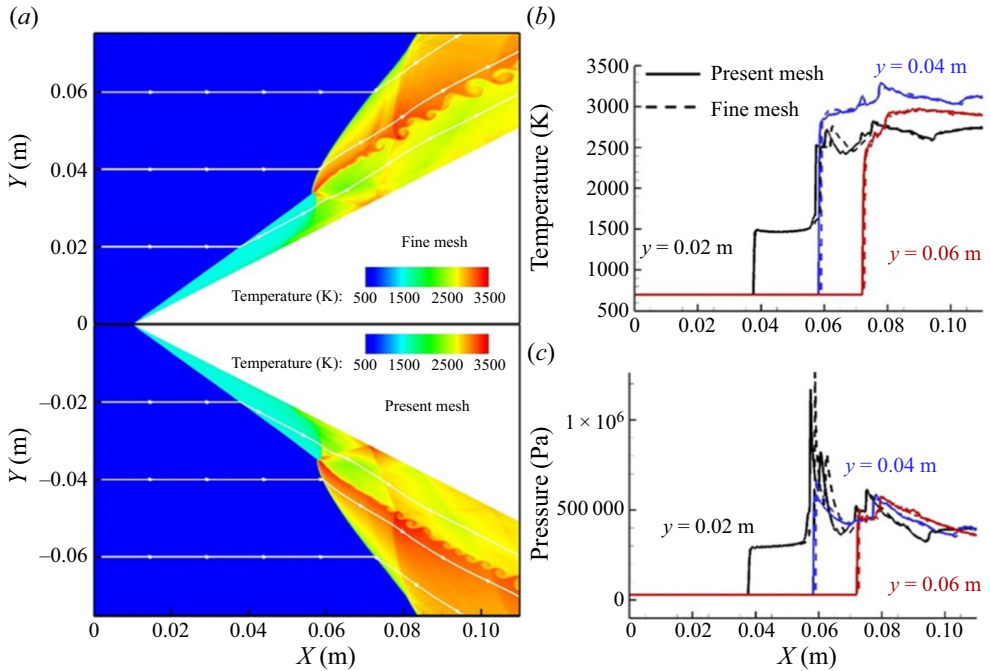 (a)
Y (m)
0.06
0.04
0.02
0
–0.02
–0.04
–0.06
Fine mesh
Temperature (K):
500 1500 2500 3500
Temperature (K):
500 1500 2500 3500
Present mesh
0 0.02 0.04 0.06 0.08 0.10
X (m)
(b)
Temperature (K)
3500
3000
2500
2000
1500
1000
500
Present mesh
Fine mesh
y = 0.04 m
y = 0.02 m
y = 0.06 m
0 0.02 0.04 0.06 0.08 0.10
(c)
Pressure (Pa)
1 × 10⁶
500 000
0
y = 0.04 m
y = 0.02 m
y = 0.06 m
0 0.02 0.04 0.06 0.08 0.10
X (m)